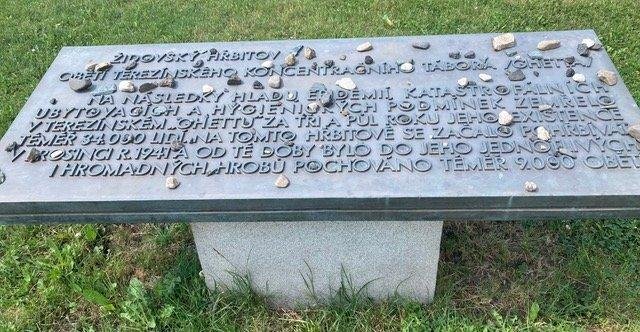 ŽIDOVSKÝ HŘBITOV
OBĚTÍ TEREZÍNSKÉHO KONCENTRAČNÍHO TÁBORA GHETTO
NA NÁSLEDKY HLADU EPIDEMIÍ, KATASTROFÁLNÍCH
UBYTOVACÍCH A HYGIENICKÝCH PODMÍNEK ZEMŘELO
V TEREZÍNSKÉM GHETTU ZA TŘI A PŮL ROKU JEHO EXISTENCE
TÉMĚŘ 34.000 LIDÍ. NA TOMTO HŘBITOVĚ SE ZAČALO POHŘBÍVAT
V PROSINCI R. 1941 A OD TÉ DOBY BYLO DO JEHO JEDNOTLIVÝCH
I HROMADNÝCH HROBŮ POCHOVÁNO TÉMĚŘ 9.000 OBĚTÍ